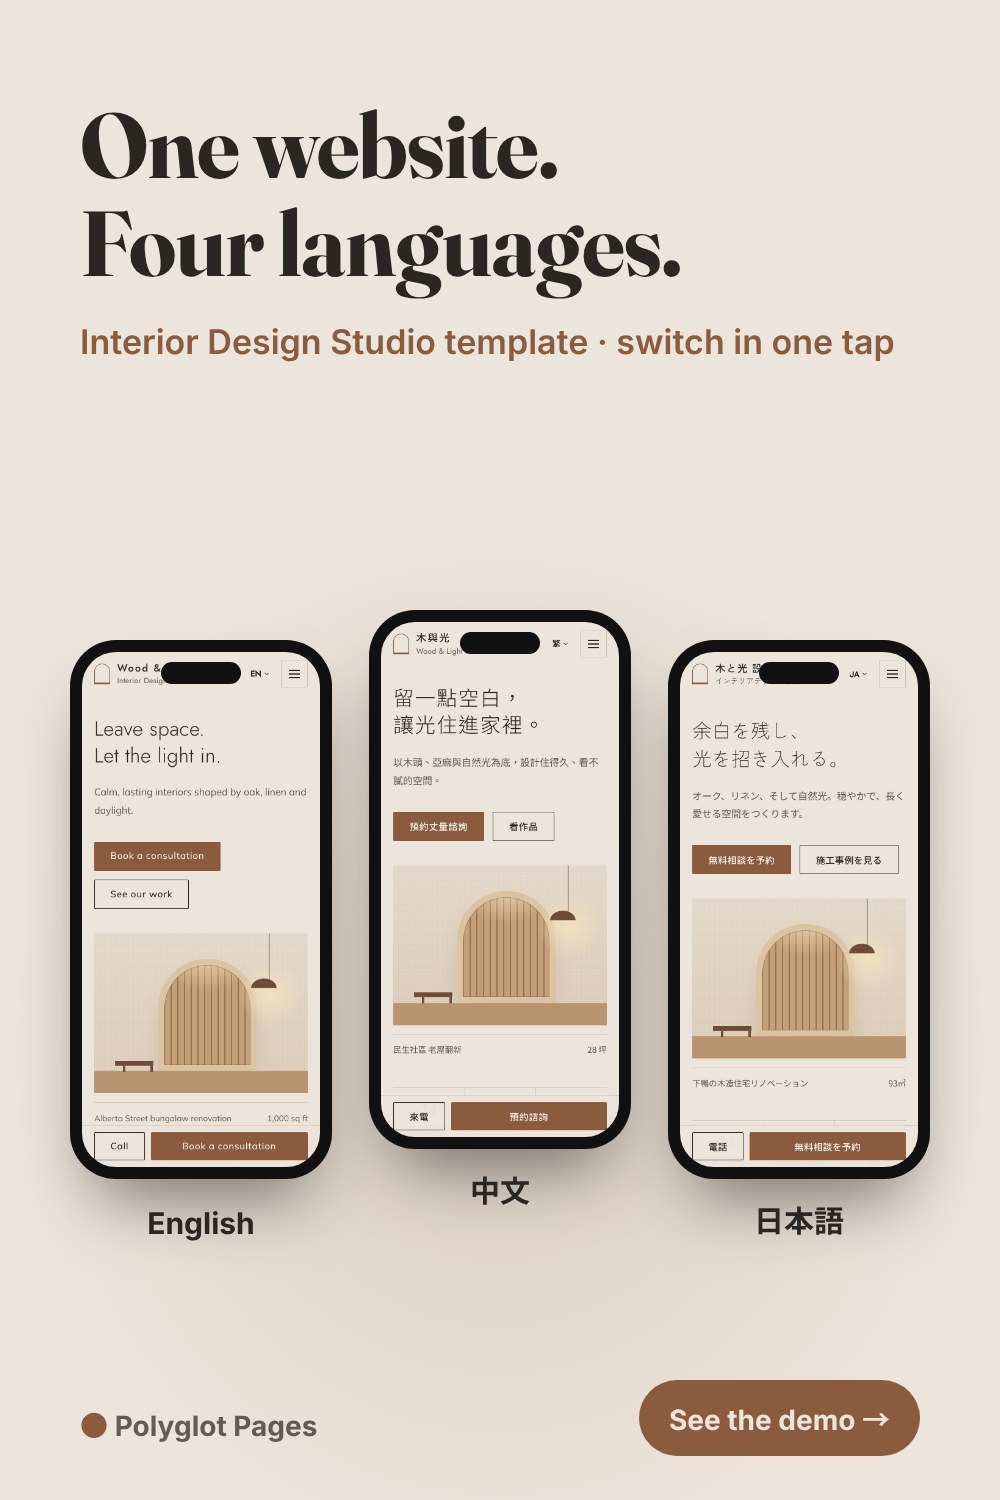 One website.
Four languages.
Interior Design Studio template · switch in one tap
Wood &
Interior
EN
Leave space.
Let the light in.
Calm, lasting interiors shaped by oak, linen and
daylight.
Book a consultation
See our work
Alberta Street bungalow renovation 1,000 sq ft
Call Book a consultation
English
木與光
Wood & Light
繁
留一點空白，
讓光住進家裡。
以木頭、亞麻與自然光為底，設計住得久、看不
膩的空間。
預約丈量諮詢 看作品
民生社區 老屋翻新 28 坪
來電 預約諮詢
中文
木と光
インテリア
JA
余白を残し、
光を招き入れる。
オーク、リネン、そして自然光。穏やかで、長く
愛せる空間をつくります。
無料相談を予約 施工事例を見る
下鴨の木造住宅リノベーション 93㎡
電話 無料相談を予約
日本語
Polyglot Pages
See the demo →